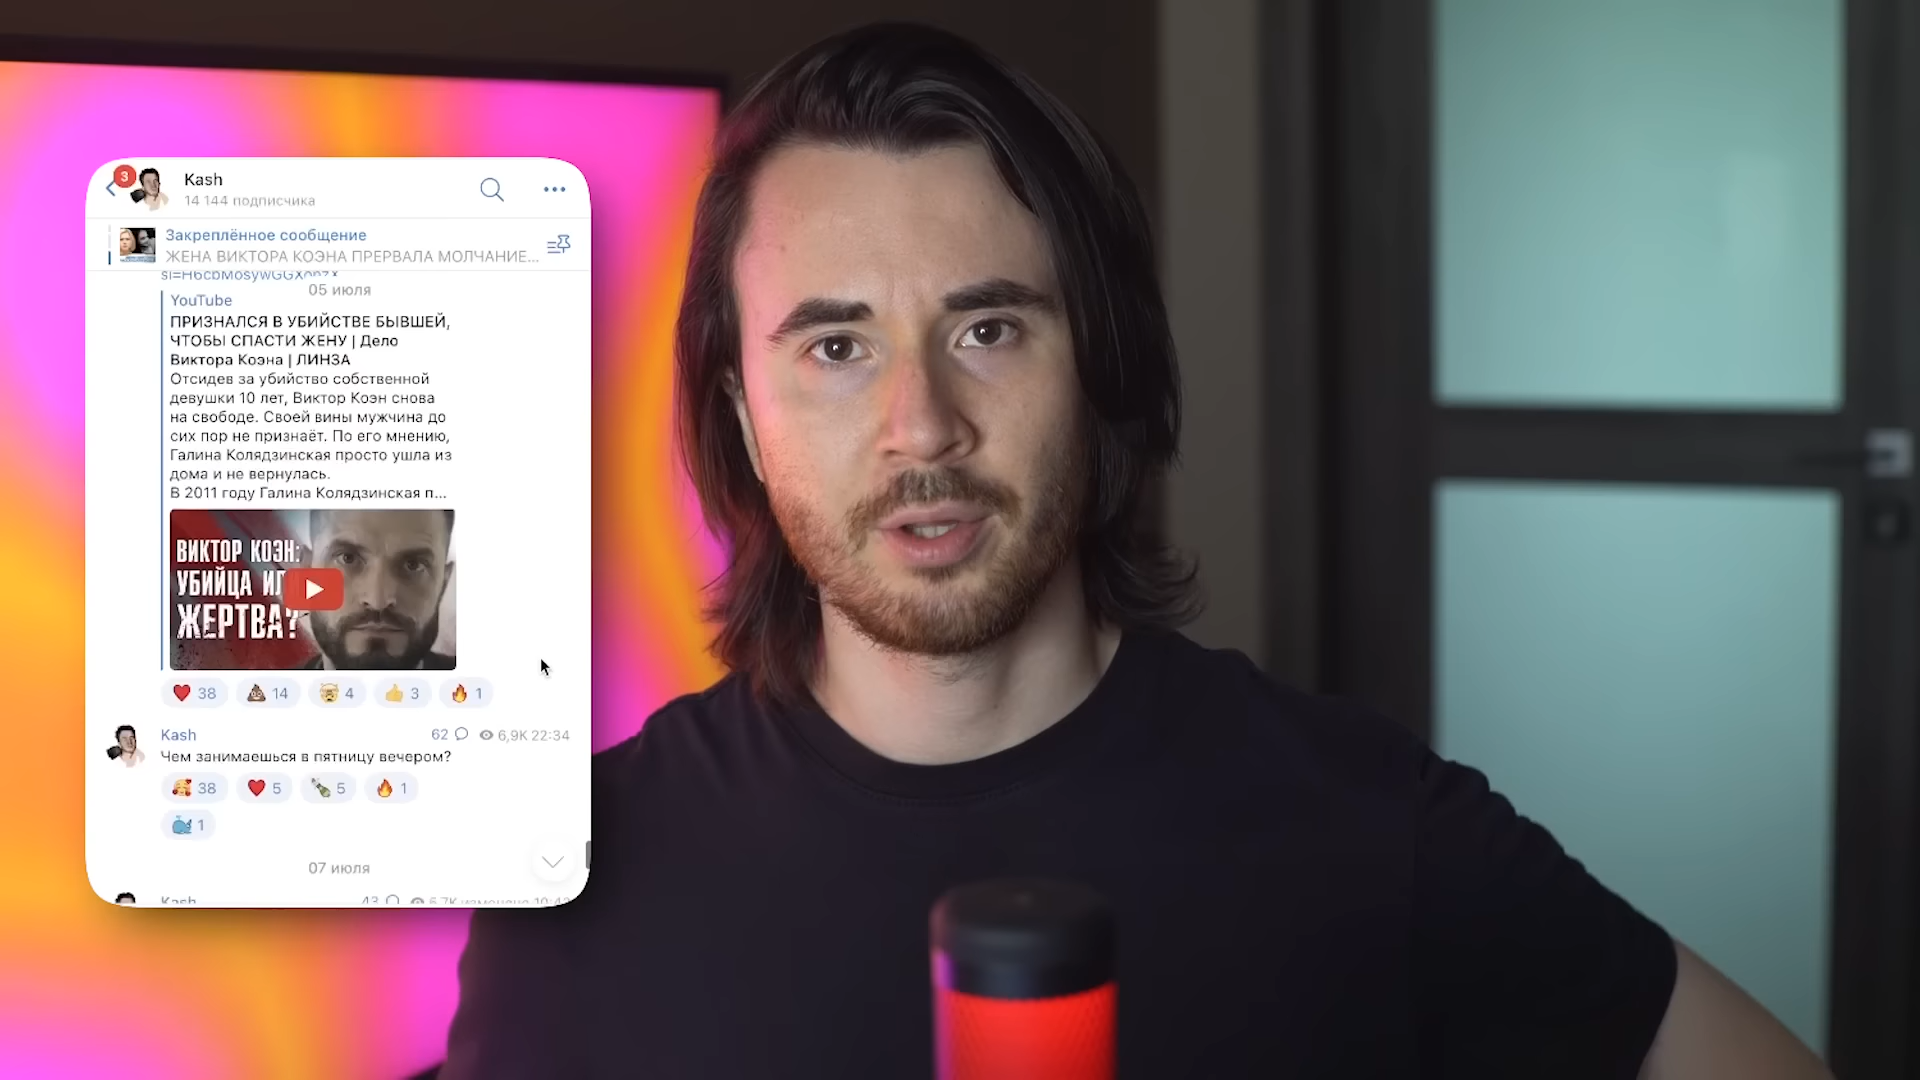 3
Kash
14 144 подписчика
Закреплённое сообщение
ЖЕНА ВИКТОРА КОЭНА ПРЕРВАЛА МОЛЧАНИЕ...
05 июля
YouTube
ПРИЗНАЛСЯ В УБИЙСТВЕ БЫВШЕЙ,
ЧТОБЫ СПАСТИ ЖЕНУ | Дело
Виктора Коэна | ЛИНЗА
Отсидев за убийство собственной
девушки 10 лет, Виктор Коэн снова
на свободе. Своей вины мужчина до
сих пор не признаёт. По его мнению,
Галина Колядзинская просто ушла из
дома и не вернулась.
В 2011 году Галина Колядзинская п...
ВИКТОР КОЭН:
УБИЙЦА ИЛ
ЖЕРТВА?
38 14 4 3 1
Kash 62 6,9K 22:34
Чем занимаешься в пятницу вечером?
38 5 5 1
1
07 июля
Kash 43